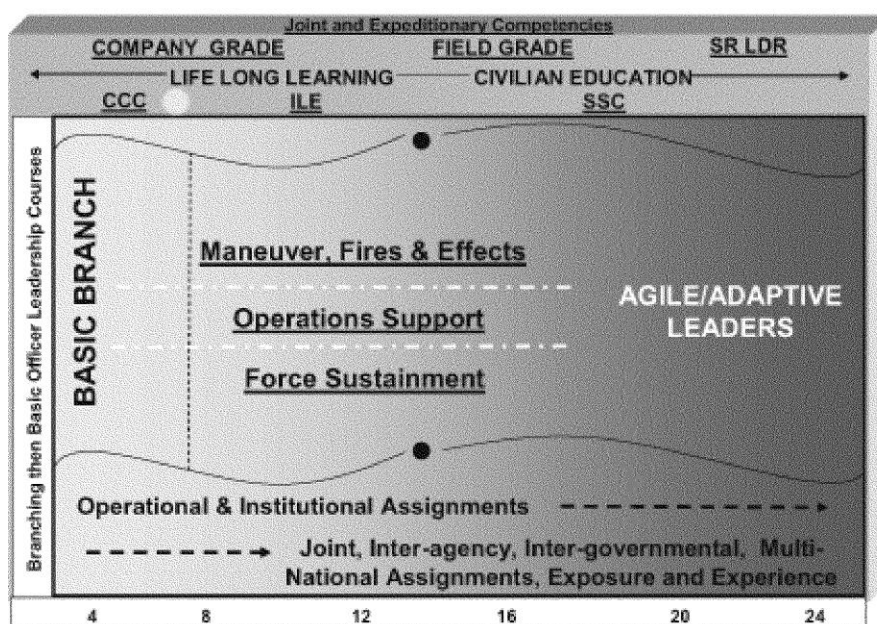 Joint and Expeditionary Competencies
COMPANY GRADE FIELD GRADE SR LDR
LIFE LONG LEARNING CIVILIAN EDUCATION
CCC ILE SSC
Branching then Basic Officer Leadership Courses
BASIC BRANCH
Maneuver, Fires & Effects
Operations Support
Force Sustainment
AGILE/ADAPTIVE
LEADERS
Operational & Institutional Assignments
Joint, Inter-agency, Inter-governmental, Multi-
National Assignments, Exposure and Experience
4 8 12 16 20 24